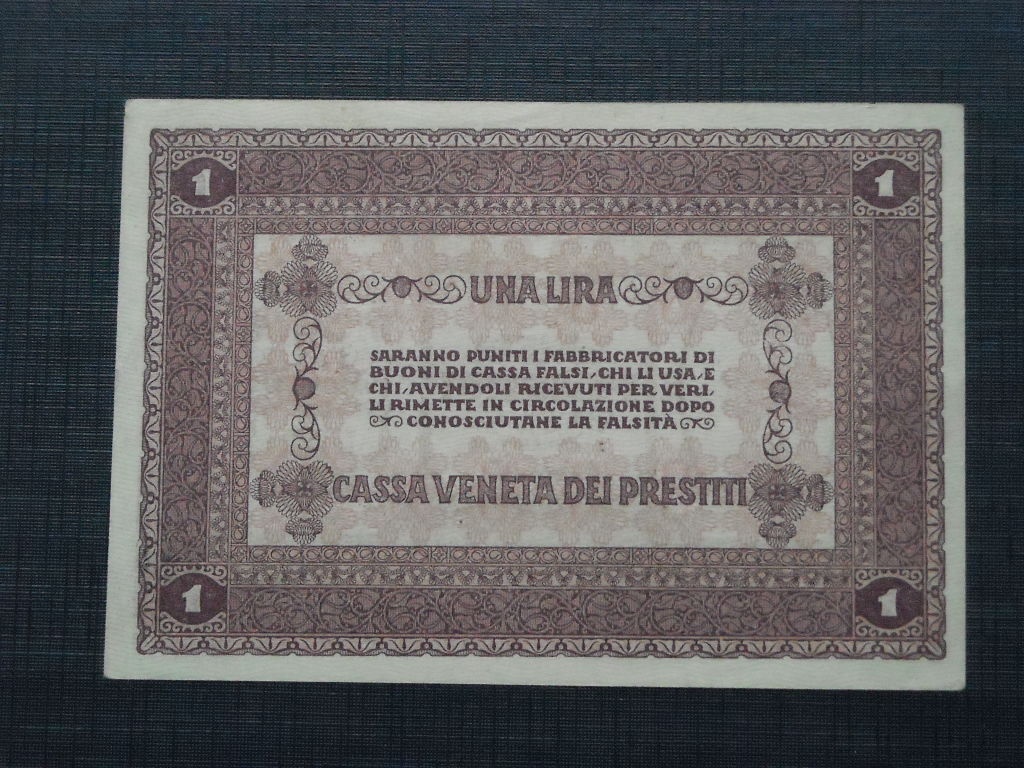 1 1
UNA LIRA
SARANNO PUNITI I FABBRICATORI DI
BUONI DI CASSA FALSI, CHI LI USA, E
CHI, AVENDOLI RICEVUTI PER VERI,
LI RIMETTE IN CIRCOLAZIONE DOPO
CONOSCIUTANE LA FALSITÀ
CASSA VENETA DEI PRESTITI
1 1